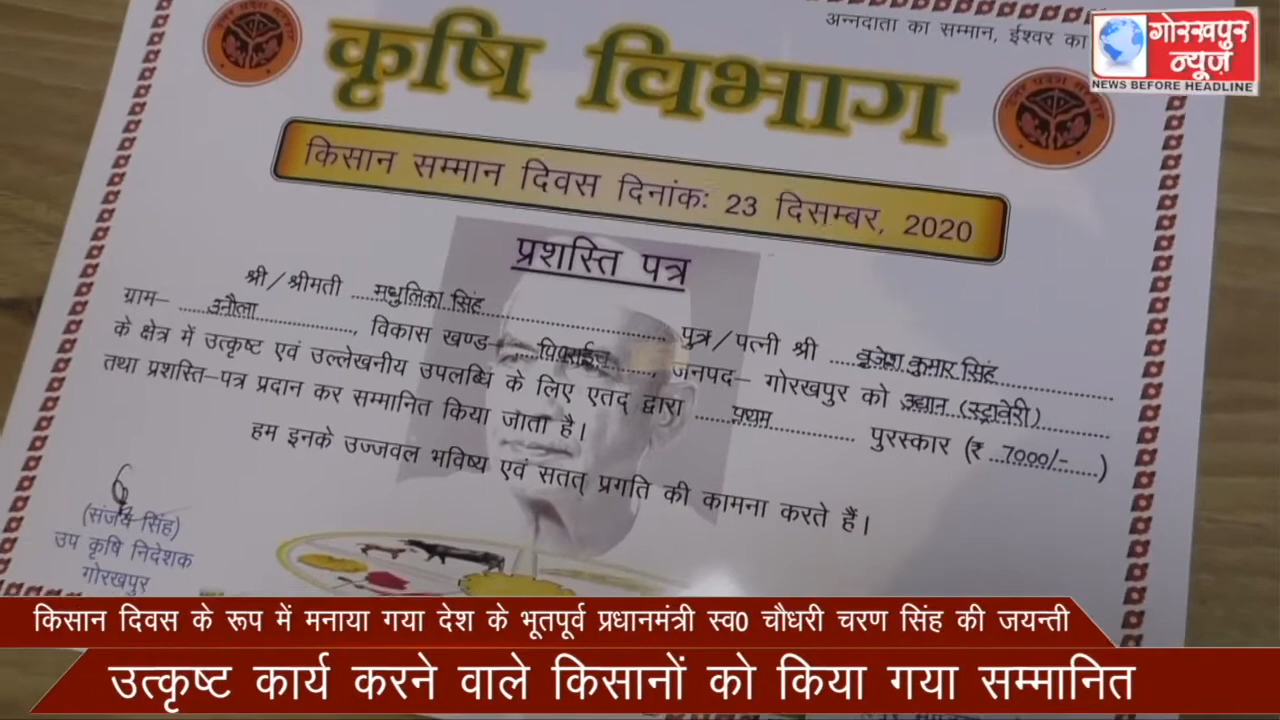 अन्नदाता का सम्मान, ईश्वर का
गोरखपुर
न्यूज़
NEWS BEFORE HEADLINE
कृषि विभाग
किसान सम्मान दिवस दिनांकः 23 दिसम्बर, 2020
प्रशस्ति पत्र
श्री/श्रीमती मधुलिका सिंह पुत्र/पत्नी श्री वृजेश कुमार सिंह
ग्राम- उनौला, विकास खण्ड- पिपराईच, जनपद- गोरखपुर को उद्यान (स्ट्रावेरी)
के क्षेत्र में उत्कृष्ट एवं उल्लेखनीय उपलब्धि के लिए एतद् द्वारा प्रथम पुरस्कार (₹ 7000/-)
तथा प्रशस्ति-पत्र प्रदान कर सम्मानित किया जाता है।
हम इनके उज्जवल भविष्य एवं सतत् प्रगति की कामना करते हैं।
(संजय सिंह)
उप कृषि निदेशक
गोरखपुर
किसान दिवस के रूप में मनाया गया देश के भूतपूर्व प्रधानमंत्री स्व0 चौधरी चरण सिंह की जयन्ती
उत्कृष्ट कार्य करने वाले किसानों को किया गया सम्मानित